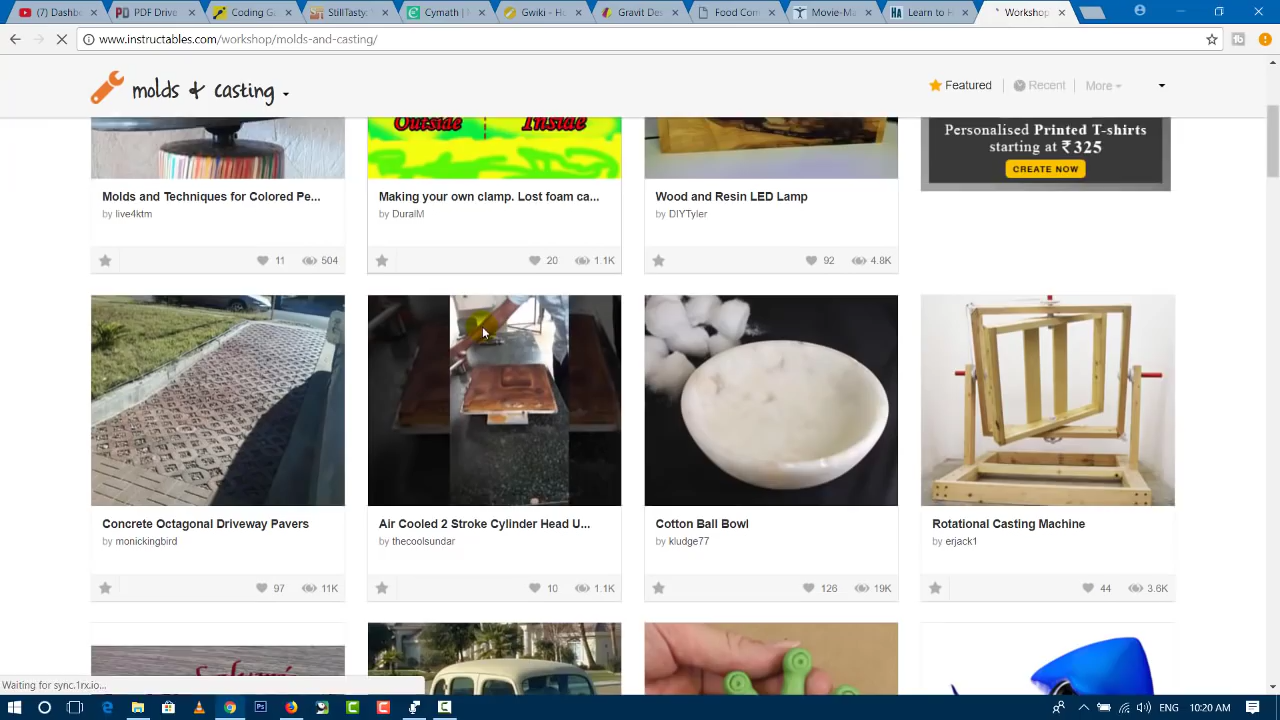 (7) Dashbo
PDF Drive
Coding G
StillTasty:
Cymath |
Gwiki - H
Gravit De
Food Com
Movie-Ma
Learn to H
Workshop
www.instructables.com/workshop/molds-and-casting/
molds & casting
Featured
Recent
More
Outside
Inside
Personalised Printed T-shirts
starting at ₹325
CREATE NOW
Molds and Techniques for Colored Pe...
by live4ktm
11 504
Making your own clamp. Lost foam ca...
by DuralM
20 1.1K
Wood and Resin LED Lamp
by DIYTyler
92 4.8K
Concrete Octagonal Driveway Pavers
by monickingbird
97 11K
Air Cooled 2 Stroke Cylinder Head U...
by thecoolsundar
10 1.1K
Cotton Ball Bowl
by kludge77
126 19K
Rotational Casting Machine
by erjack1
44 3.6K
Waiting for sync.1rx.io...
ENG 10:20 AM